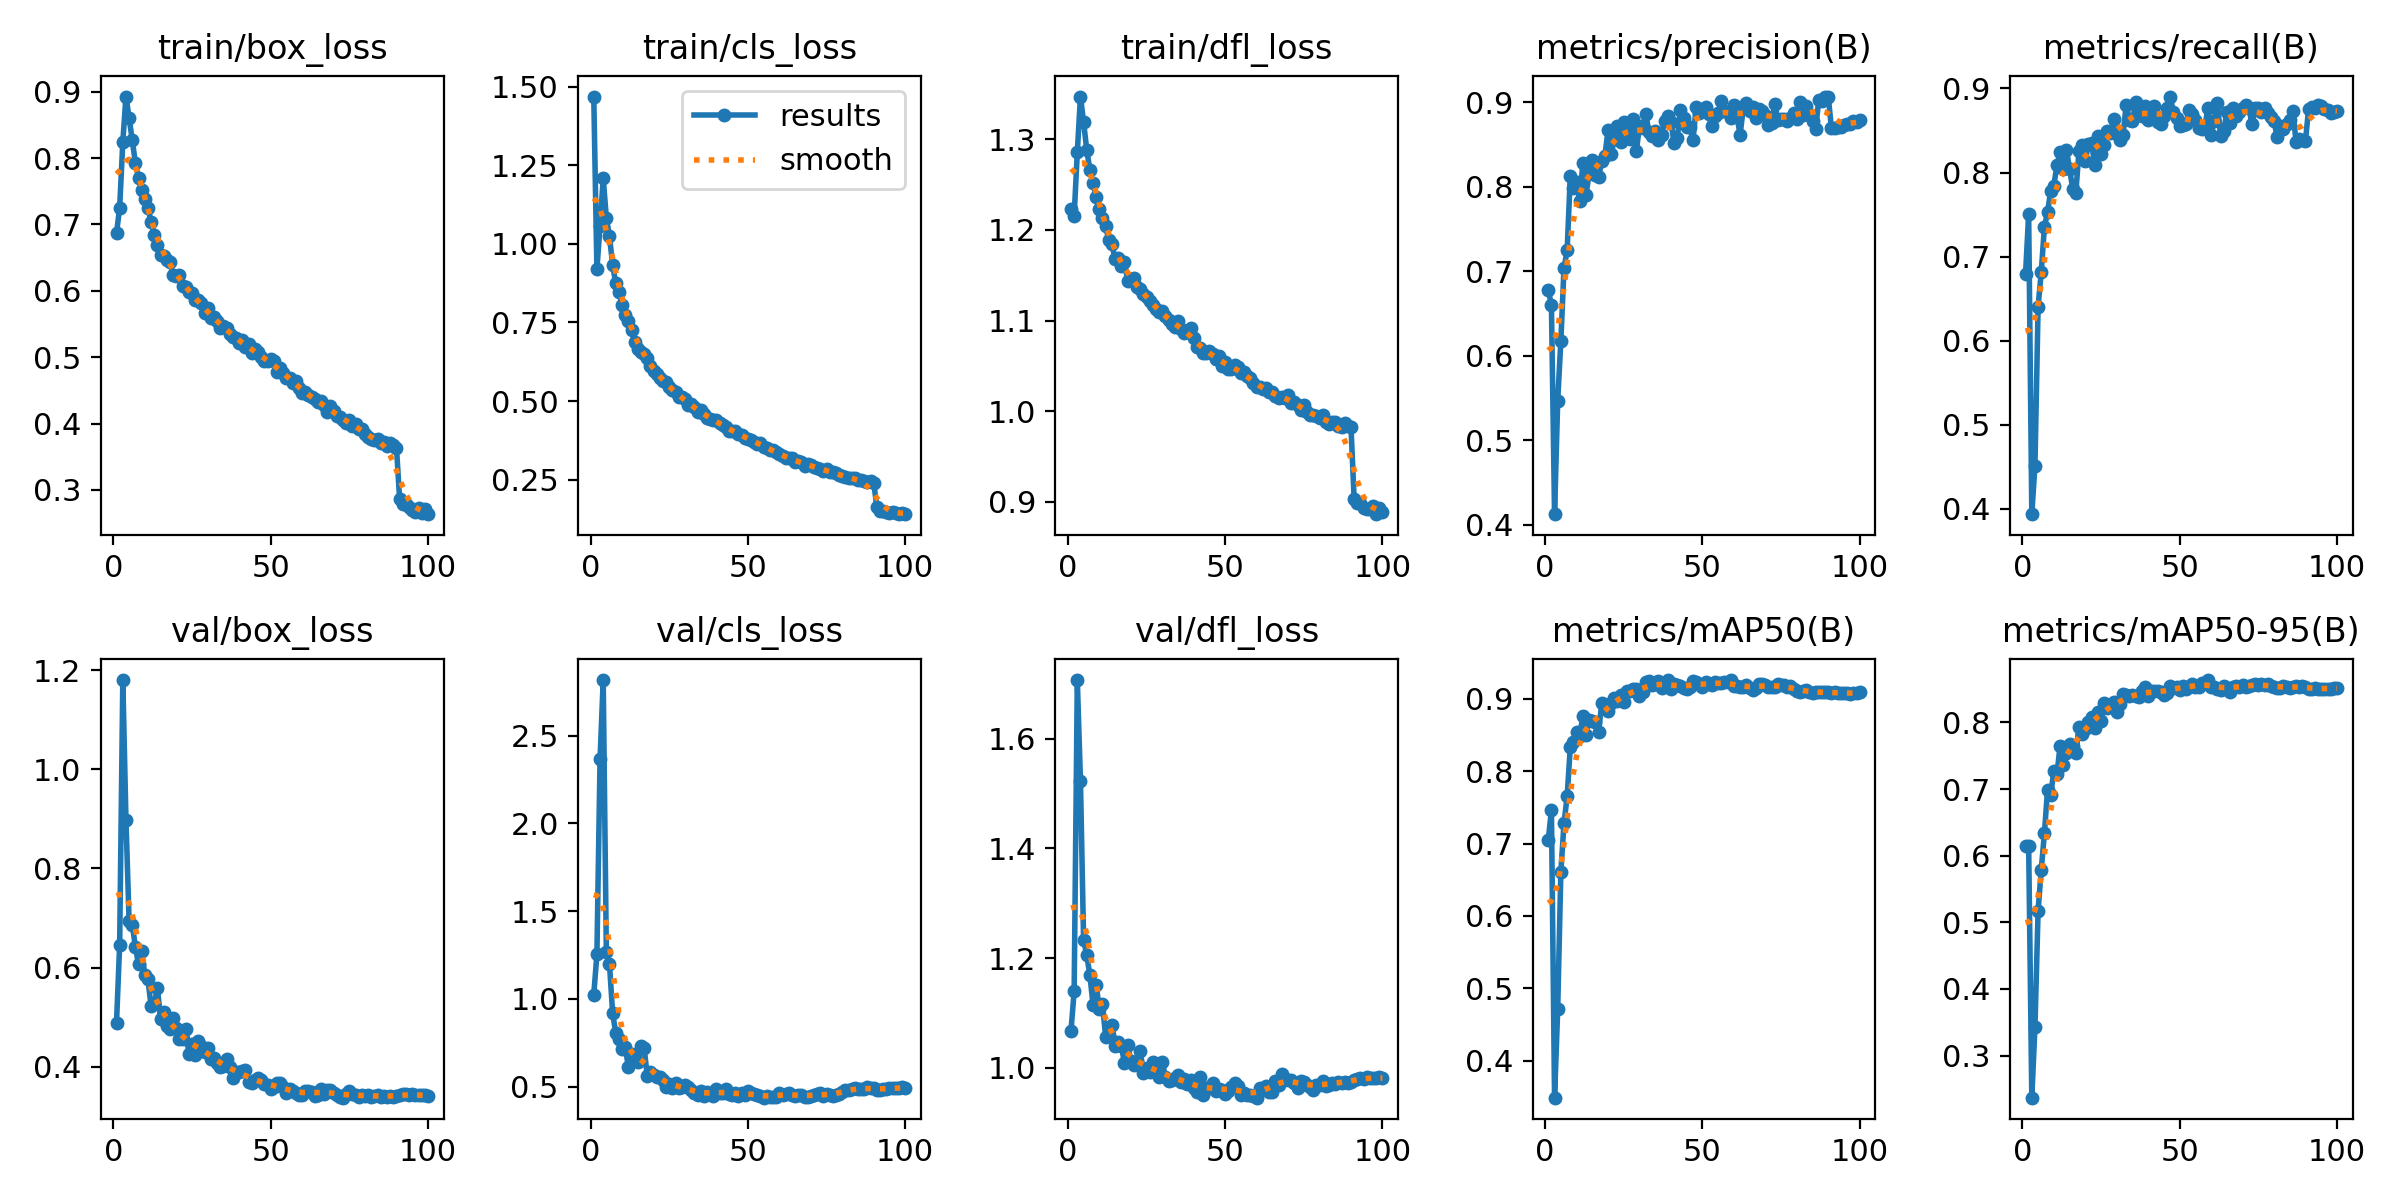 train/box_loss
0.9
0.8
0.7
0.6
0.5
0.4
0.3
0 50 100
train/cls_loss
results
smooth
1.50
1.25
1.00
0.75
0.50
0.25
0 50 100
train/dfl_loss
1.3
1.2
1.1
1.0
0.9
0 50 100
metrics/precision(B)
0.9
0.8
0.7
0.6
0.5
0.4
0 50 100
metrics/recall(B)
0.9
0.8
0.7
0.6
0.5
0.4
0 50 100
val/box_loss
1.2
1.0
0.8
0.6
0.4
0 50 100
val/cls_loss
2.5
2.0
1.5
1.0
0.5
0 50 100
val/dfl_loss
1.6
1.4
1.2
1.0
0 50 100
metrics/mAP50(B)
0.9
0.8
0.7
0.6
0.5
0.4
0 50 100
metrics/mAP50-95(B)
0.8
0.7
0.6
0.5
0.4
0.3
0 50 100